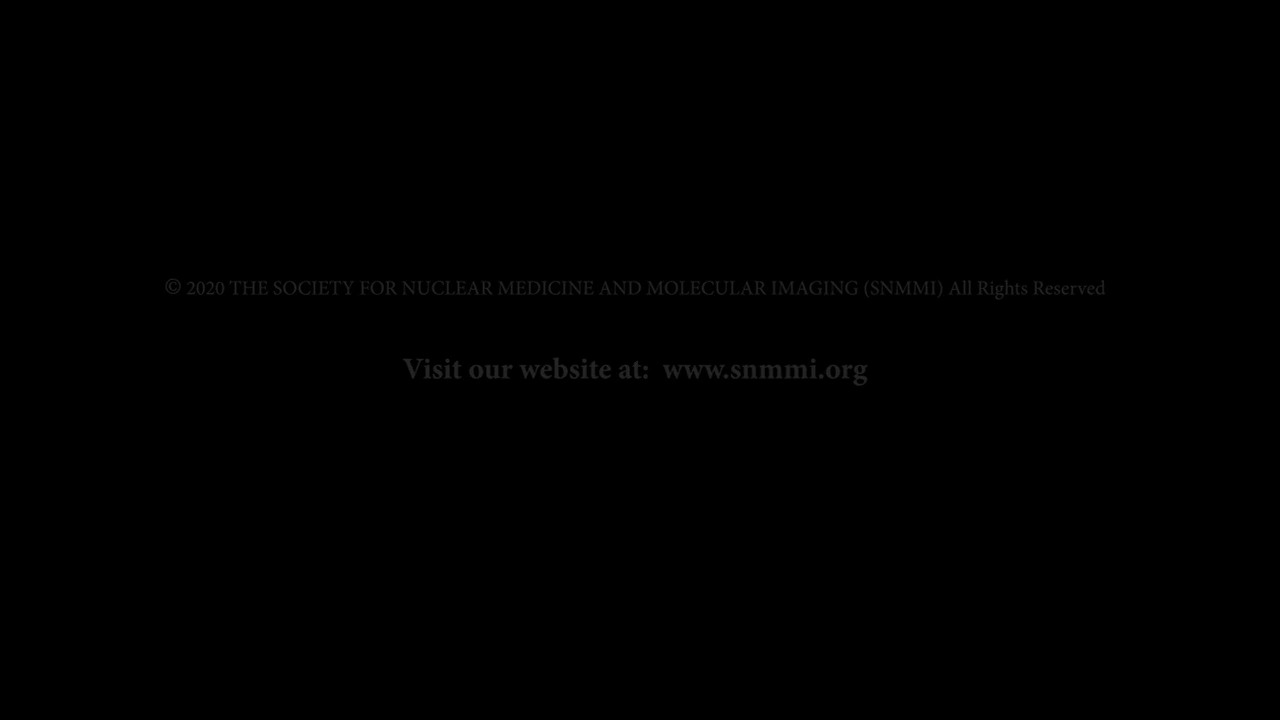 © 2020 THE SOCIETY FOR NUCLEAR MEDICINE AND MOLECULAR IMAGING (SNMMI) All Rights Reserved
Visit our website at: www.snmmi.org